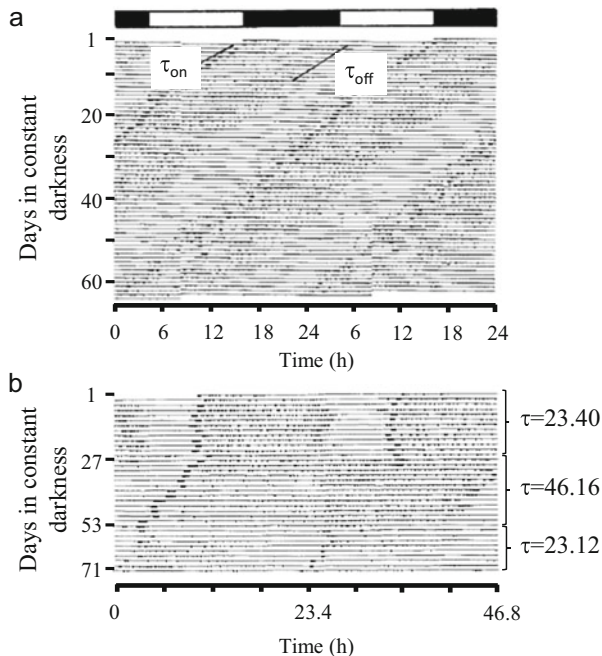 a
1
τon
τoff
20
40
60
Days in constant
darkness
0 6 12 18 24 6 12 18 24
Time (h)
b
1
27
53
71
Days in constant
darkness
τ=23.40
τ=46.16
τ=23.12
0 23.4 46.8
Time (h)